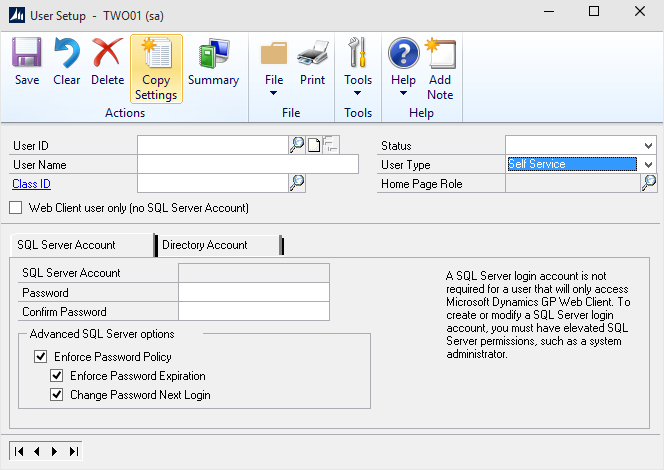 User Setup - TWO01 (sa)
Save Clear Delete Copy Settings Summary File Print Tools Help Add Note
Actions File Tools Help
User ID Status
User Name User Type Self Service
Class ID Home Page Role
Web Client user only (no SQL Server Account)
SQL Server Account Directory Account
SQL Server Account
Password
Confirm Password
Advanced SQL Server options
Enforce Password Policy
Enforce Password Expiration
Change Password Next Login
A SQL Server login account is not
required for a user that will only access
Microsoft Dynamics GP Web Client. To
create or modify a SQL Server login
account, you must have elevated SQL
Server permissions, such as a system
administrator.